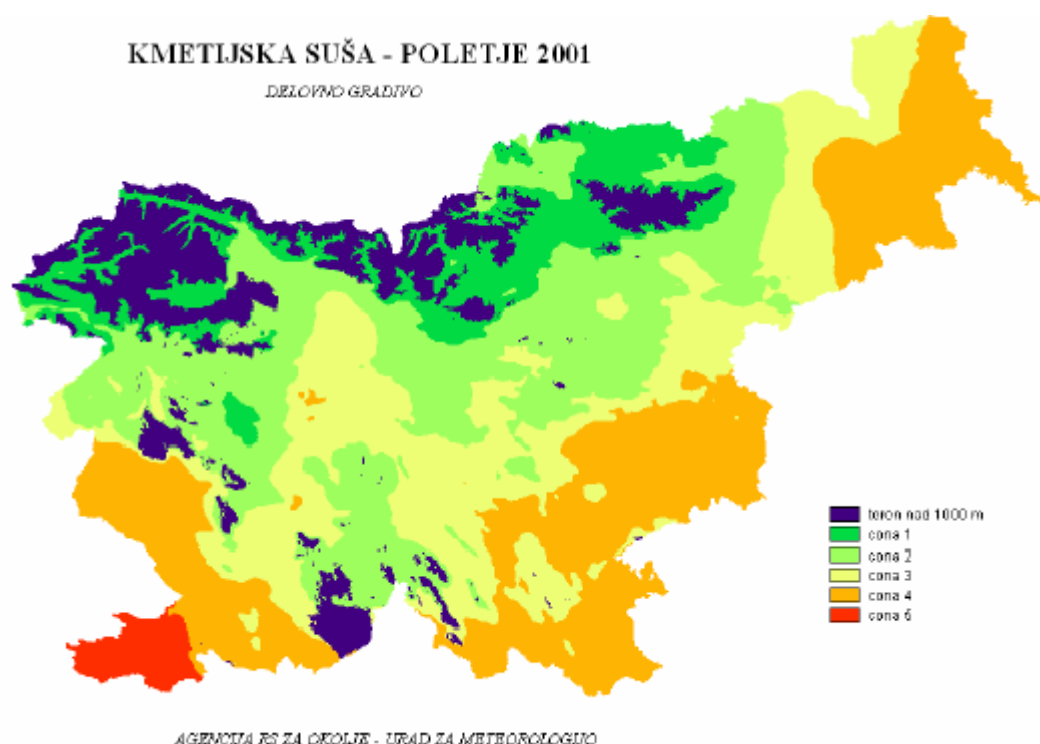 KMETIJSKA SUŠA - POLETJE 2001
DELOVNO GRADIVO
teren nad 1000 m
cona 1
cona 2
cona 3
cona 4
cona 5
AGENCIJA RS ZA OKOLJE - URAD ZA METEOROLOGIJO